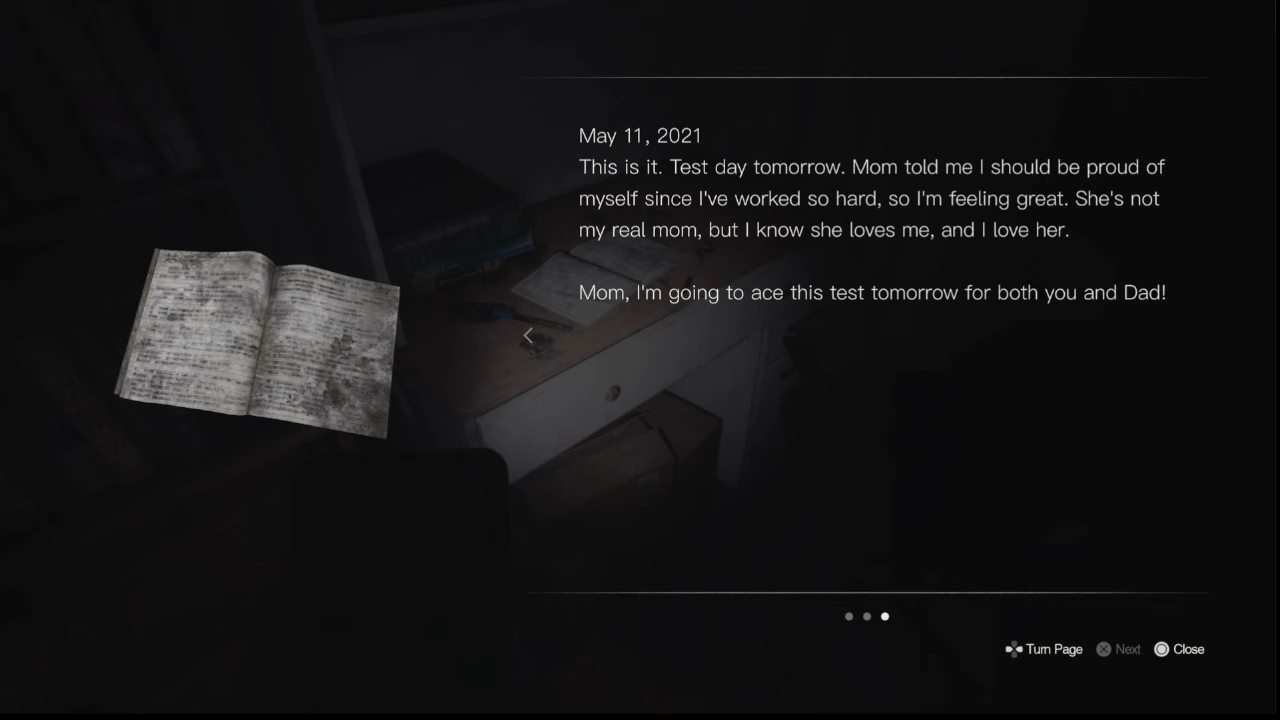 May 11, 2021
This is it. Test day tomorrow. Mom told me I should be proud of
myself since I've worked so hard, so I'm feeling great. She's not
my real mom, but I know she loves me, and I love her.
Mom, I'm going to ace this test tomorrow for both you and Dad!
Turn Page Next Close